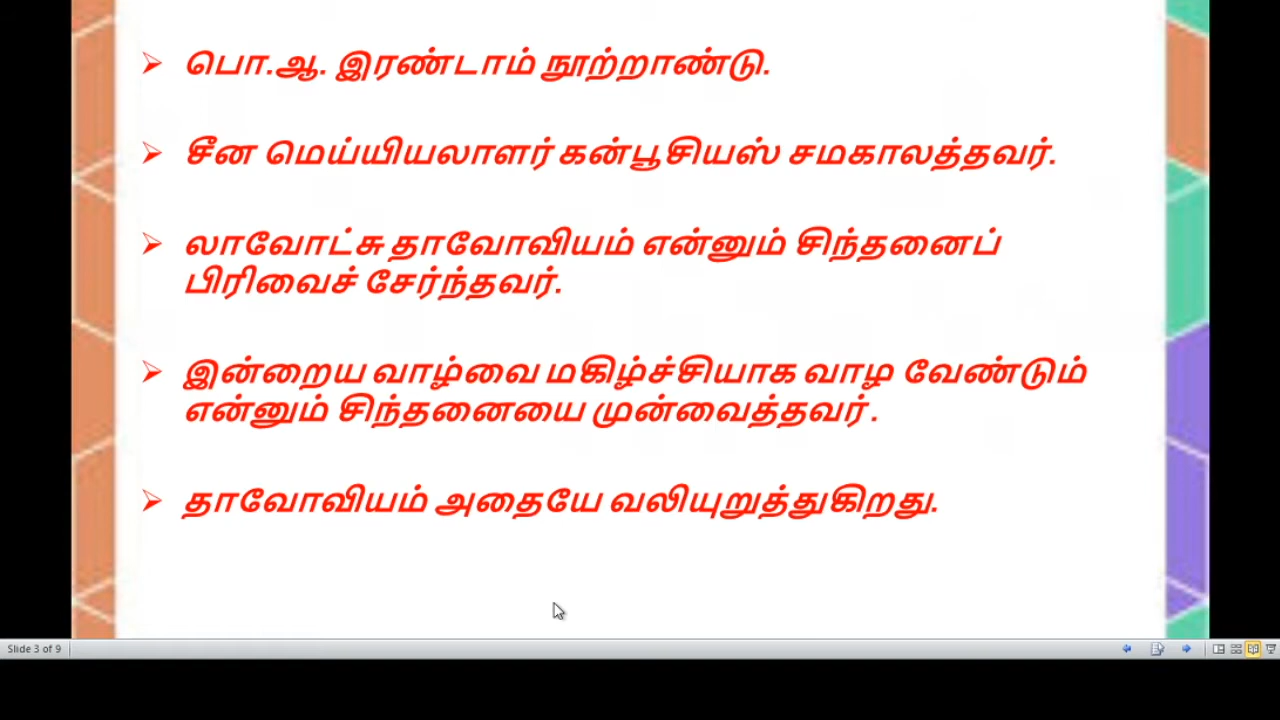 ➢ பொ.ஆ. இரண்டாம் நூற்றாண்டு.
➢ சீன மெய்யியலாளர் கன்பூசியஸ் சமகாலத்தவர்.
➢ லாவோட்சு தாவோவியம் என்னும் சிந்தனைப்
பிரிவைச் சேர்ந்தவர்.
➢ இன்றைய வாழ்வை மகிழ்ச்சியாக வாழ வேண்டும்
என்னும் சிந்தனையை முன்வைத்தவர் .
➢ தாவோவியம் அதையே வலியுறுத்துகிறது.
Slide 3 of 9